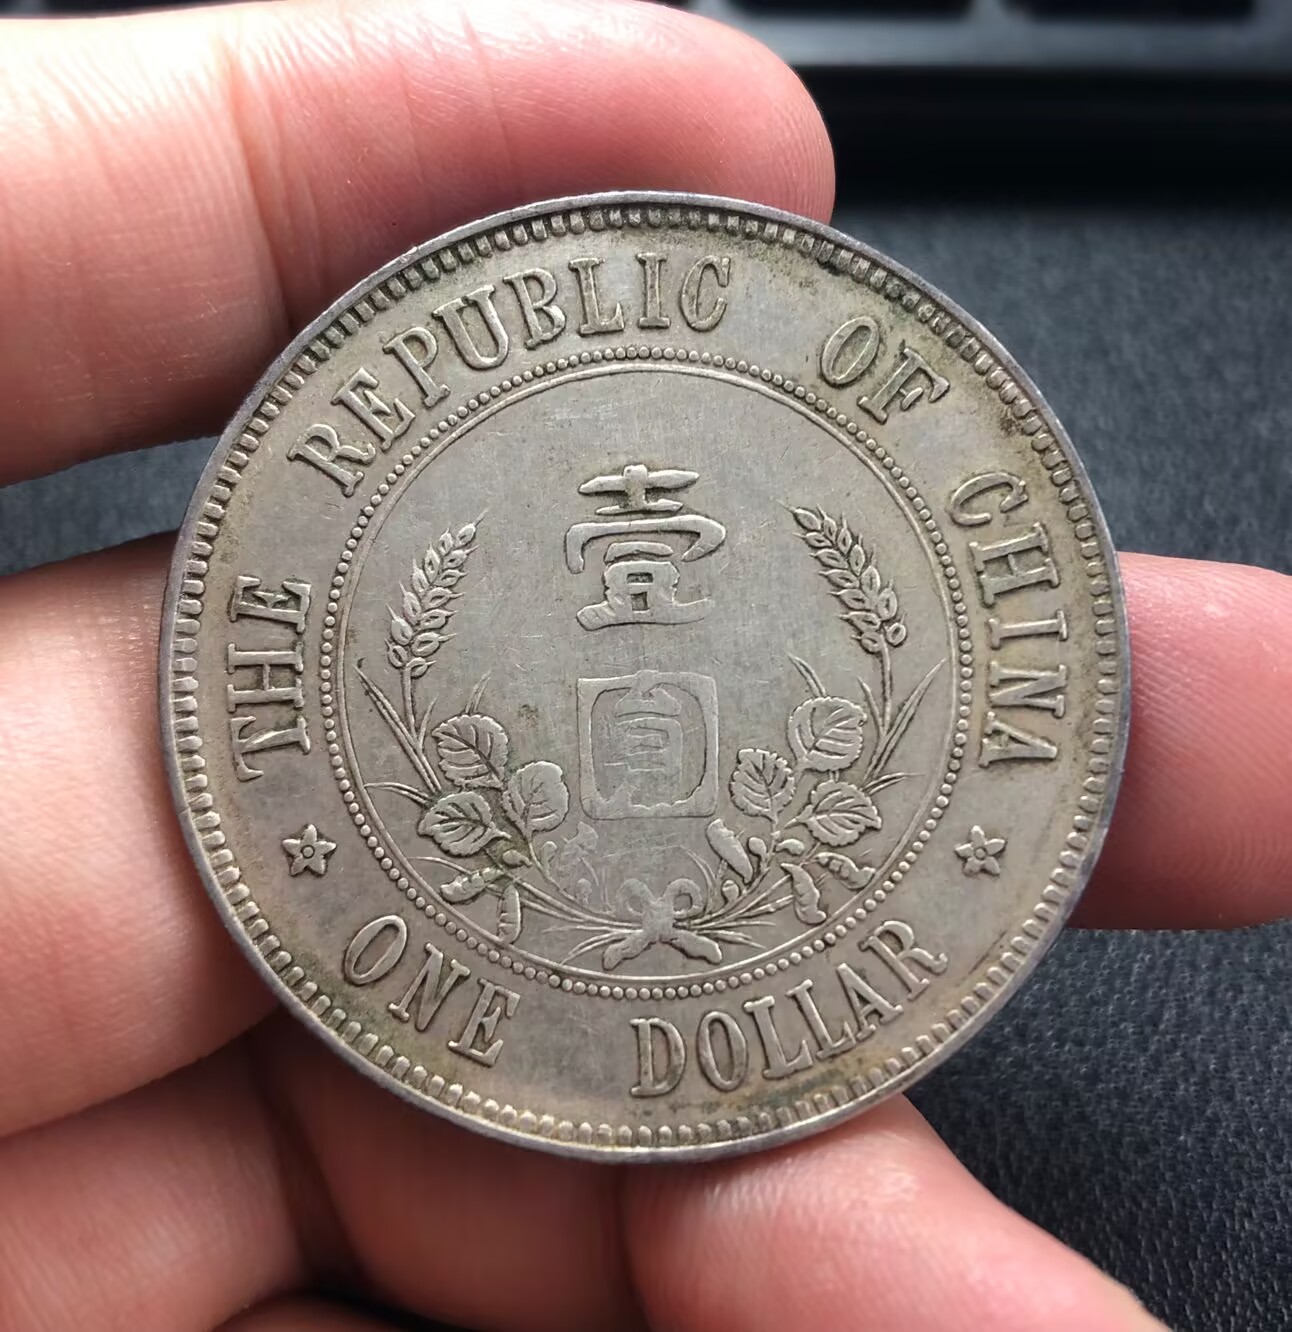 THE REPUBLIC OF CHINA
壹
圓
ONE DOLLAR